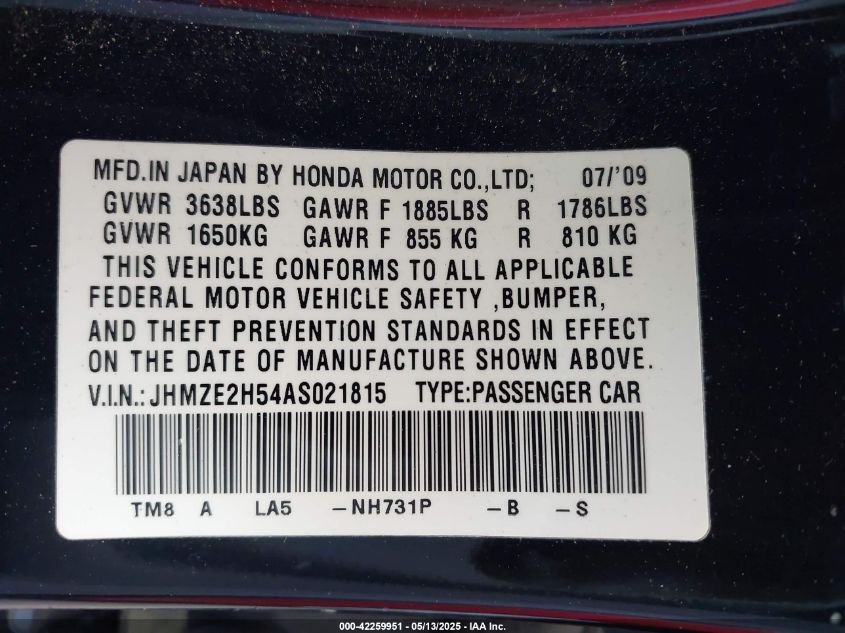 MFD.IN JAPAN BY HONDA MOTOR CO.,LTD; 07/'09
GVWR 3638LBS GAWR F 1885LBS R 1786LBS
GVWR 1650KG GAWR F 855 KG R 810 KG
THIS VEHICLE CONFORMS TO ALL APPLICABLE
FEDERAL MOTOR VEHICLE SAFETY ,BUMPER,
AND THEFT PREVENTION STANDARDS IN EFFECT
ON THE DATE OF MANUFACTURE SHOWN ABOVE.
V.I.N.: JHMZE2H54AS021815 TYPE:PASSENGER CAR
TM8 A LA5 –NH731P –B –S
000-42259951 - 05/13/2025 - IAA Inc.